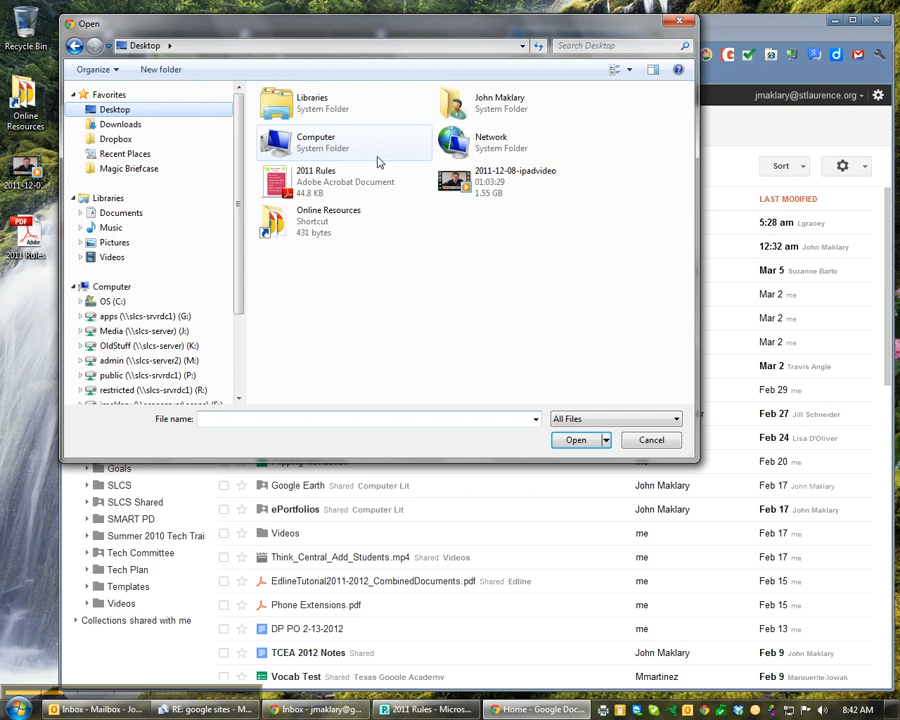 Recycle Bin
Online
Resources
2011-12-0...
2011 Rules
Open
Desktop
Search Desktop
Organize
New folder
Favorites
Desktop
Downloads
Dropbox
Recent Places
Magic Briefcase
Libraries
Documents
Music
Pictures
Videos
Computer
OS (C:)
apps (\\slcs-srvrdc1) (G:)
Media (\\slcs-server) (J:)
OldStuff (\\slcs-server) (K:)
admin (\\slcs-server2) (M:)
public (\\slcs-srvrdc1) (P:)
restricted (\\slcs-srvrdc1) (R:)
Libraries
System Folder
John Maklary
System Folder
Computer
System Folder
Network
System Folder
2011 Rules
Adobe Acrobat Document
44.8 KB
2011-12-08-ipadvideo
01:03:29
1.55 GB
Online Resources
Shortcut
431 bytes
File name:
All Files
Open
Cancel
jmaklary@stlaurence.org
Sort
LAST MODIFIED
5:28 am Lgracey
12:32 am John Maklary
Mar 5 Suzanne Barto
Mar 2 me
Mar 2 me
Mar 2 me
Mar 2 Travis Angle
Feb 29 me
Feb 27 Jill Schneider
Feb 24 Lisa D'Oliver
Feb 20 me
Goals
SLCS
SLCS Shared
SMART PD
Summer 2010 Tech Trai
Tech Committee
Tech Plan
Templates
Videos
Collections shared with me
Google Earth Shared Computer Lit John Maklary Feb 17 John Maklary
ePortfolios Shared Computer Lit John Maklary Feb 17 John Maklary
Videos me Feb 17 me
Think_Central_Add_Students.mp4 Shared Videos me Feb 17 me
EdlineTutorial2011-2012_CombinedDocuments.pdf Shared Edline me Feb 15 me
Phone Extensions.pdf me Feb 15 me
DP PO 2-13-2012 me Feb 13 me
TCEA 2012 Notes Shared me Feb 9 John Maklary
Vocab Test Shared Texas Google Academy Mmartinez Feb 9 Marguerite Iowak
Inbox - Mailbox - Jo...
RE: google sites - M...
Inbox - jmaklary@g...
2011 Rules - Micros...
Home - Google Doc...
8:42 AM